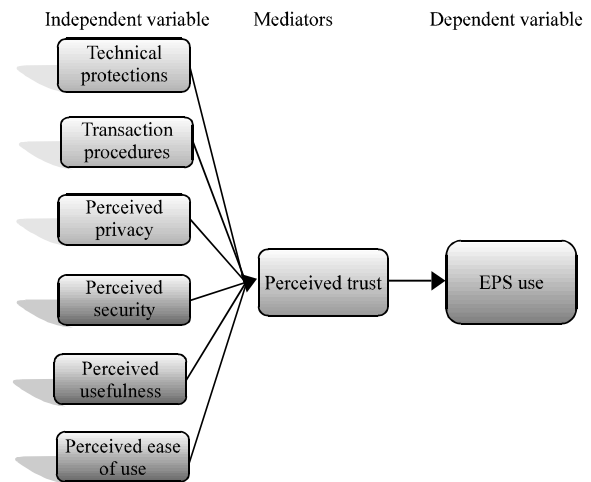 Independent variable
Mediators
Dependent variable
Technical
protections
Transaction
procedures
Perceived
privacy
Perceived
security
Perceived
usefulness
Perceived ease
of use
Perceived trust
EPS use